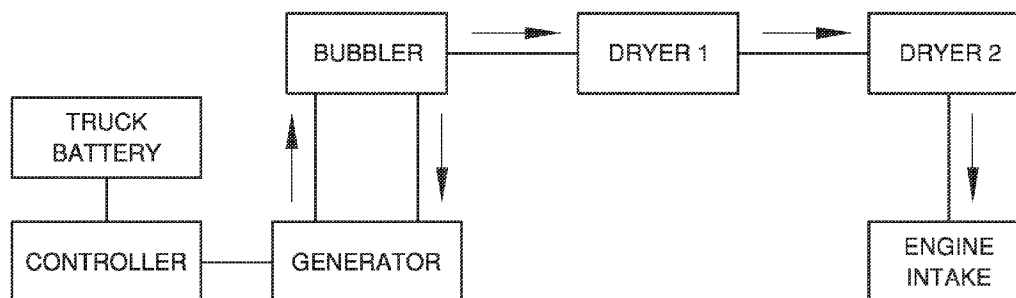 BUBBLER
DRYER 1
DRYER 2
TRUCK
BATTERY
CONTROLLER
GENERATOR
ENGINE
INTAKE